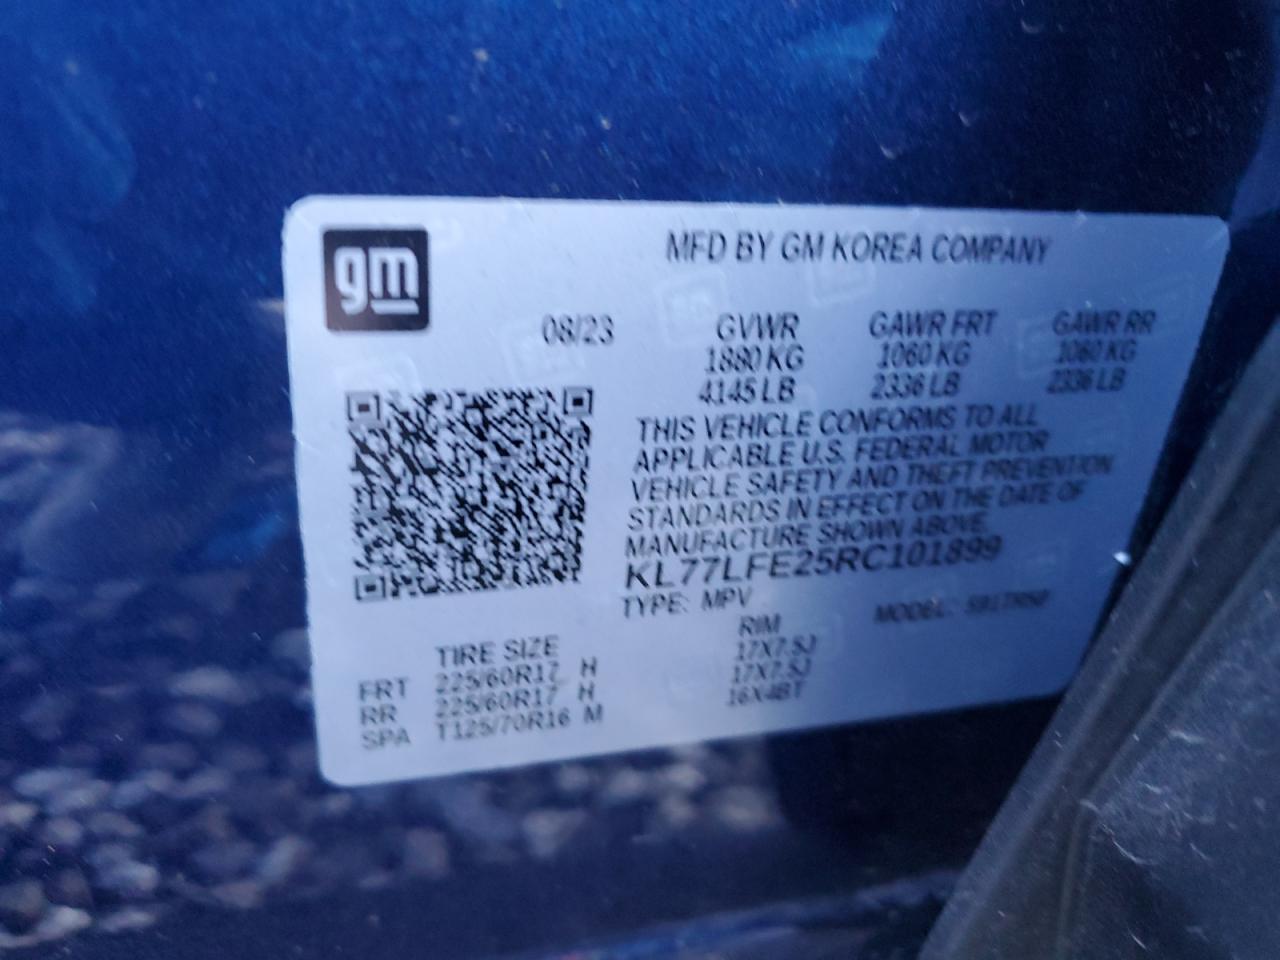 gm
MFD BY GM KOREA COMPANY
08/23
GVWR GAWR FRT GAWR RR
1880 KG 1060 KG 1060 KG
4145 LB 2336 LB 2336 LB
THIS VEHICLE CONFORMS TO ALL
APPLICABLE U.S. FEDERAL MOTOR
VEHICLE SAFETY AND THEFT PREVENTION
STANDARDS IN EFFECT ON THE DATE OF
MANUFACTURE SHOWN ABOVE.
KL77LFE25RC101899
TYPE: MPV MODEL:
TIRE SIZE RIM
FRT 225/60R17 H 17X7.5J
RR 225/60R17 H 17X7.5J
SPA T125/70R16 M 16X4BT